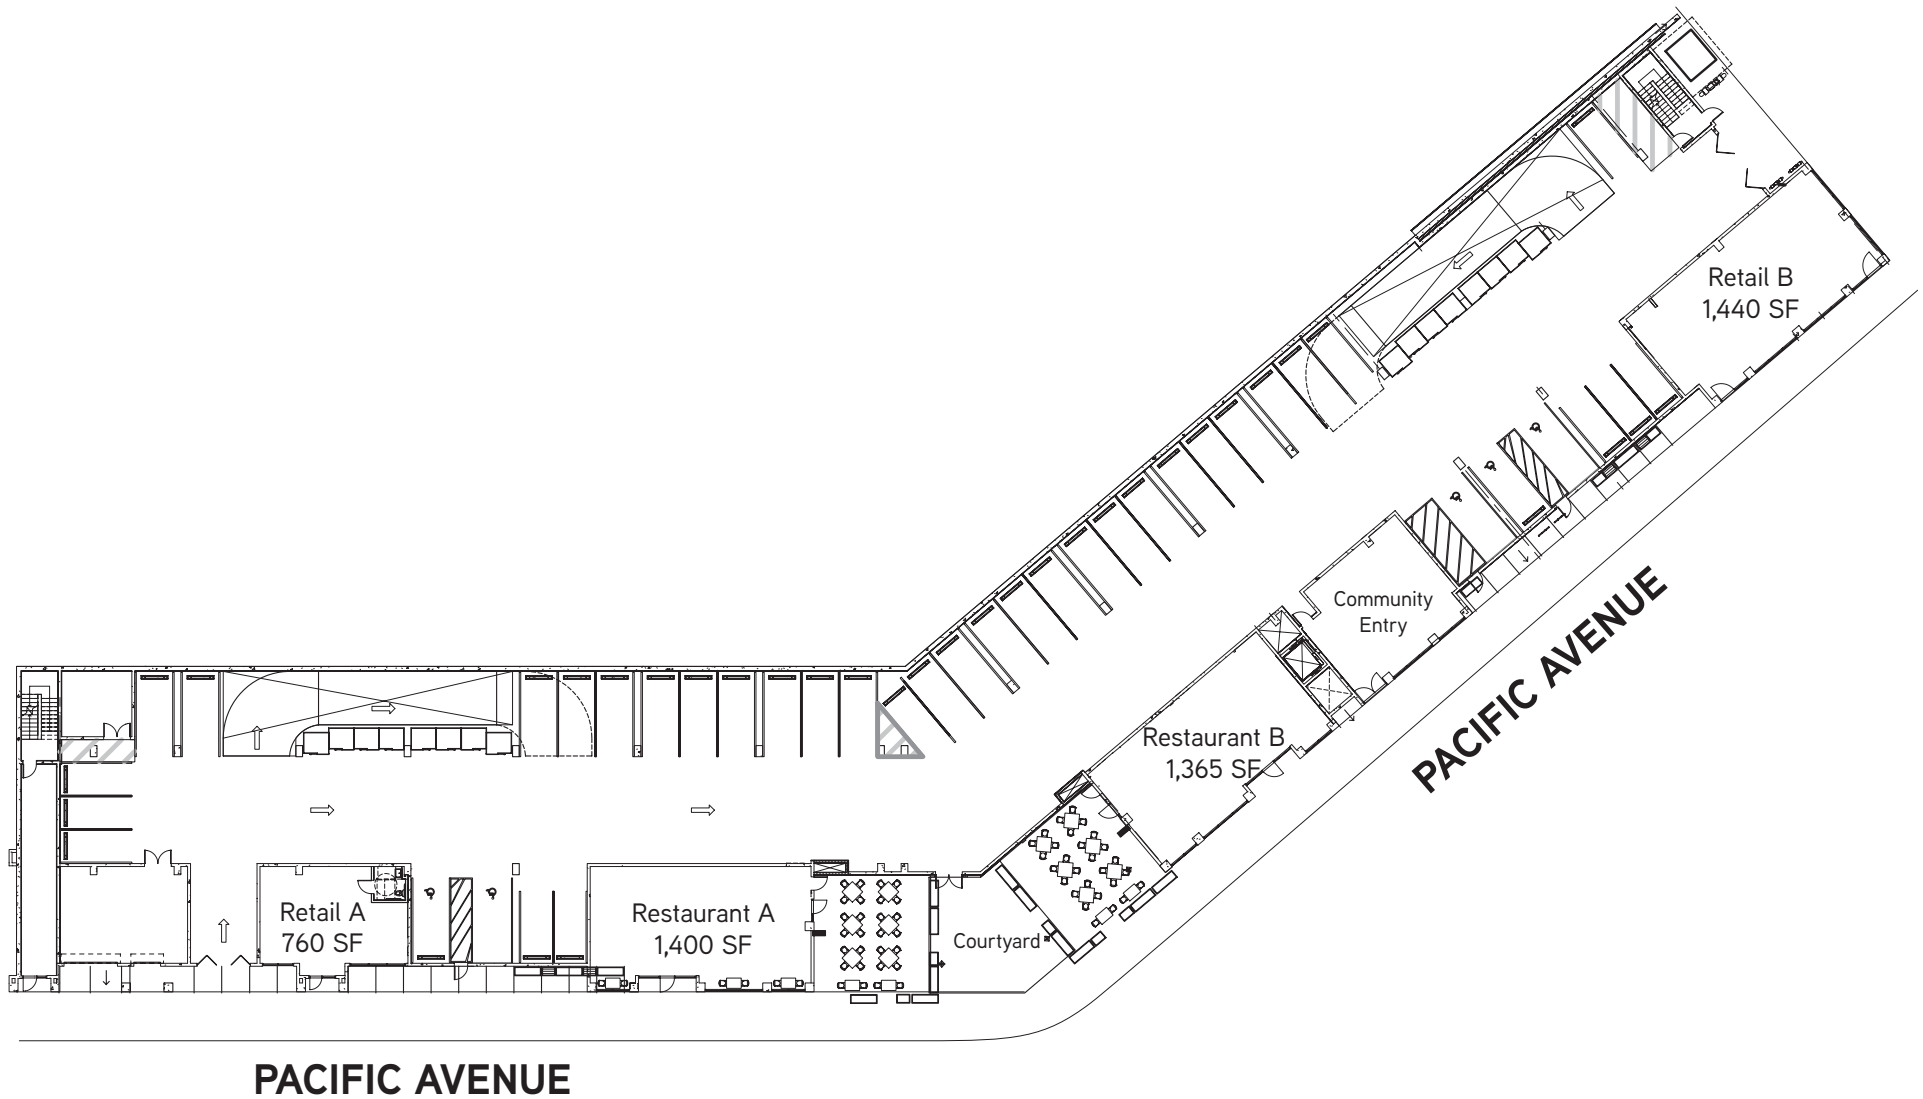 Retail B
1,440 SF
Community
Entry
PACIFIC AVENUE
Restaurant B
1,365 SF
Retail A
760 SF
Restaurant A
1,400 SF
Courtyard
PACIFIC AVENUE